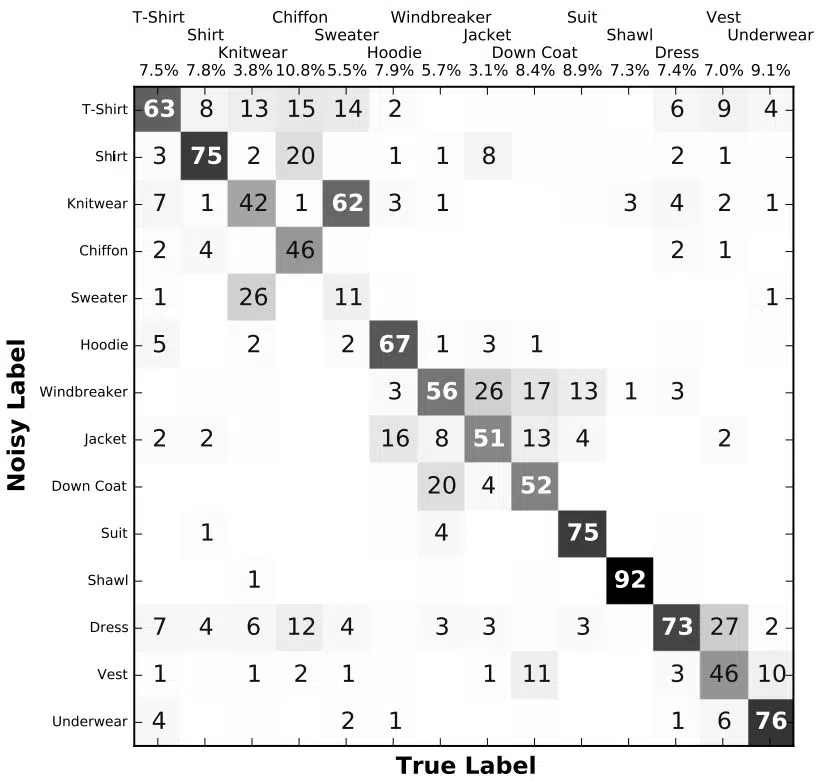 T-Shirt Chiffon Windbreaker Suit Vest
Shirt Sweater Jacket Shawl Underwear
Knitwear Hoodie Down Coat Dress
7.5% 7.8% 3.8% 10.8% 5.5% 7.9% 5.7% 3.1% 8.4% 8.9% 7.3% 7.4% 7.0% 9.1%
T-Shirt 63 8 13 15 14 2 6 9 4
Shirt 3 75 2 20 1 1 8 2 1
Knitwear 7 1 42 1 62 3 1 3 4 2 1
Chiffon 2 4 46 2 1
Sweater 1 26 11 1
Hoodie 5 2 2 67 1 3 1
Windbreaker 3 56 26 17 13 1 3
Jacket 2 2 16 8 51 13 4 2
Down Coat 20 4 52
Suit 1 4 75
Shawl 1 92
Dress 7 4 6 12 4 3 3 3 73 27 2
Vest 1 1 2 1 1 11 3 46 10
Underwear 4 2 1 1 6 76
Noisy Label
True Label